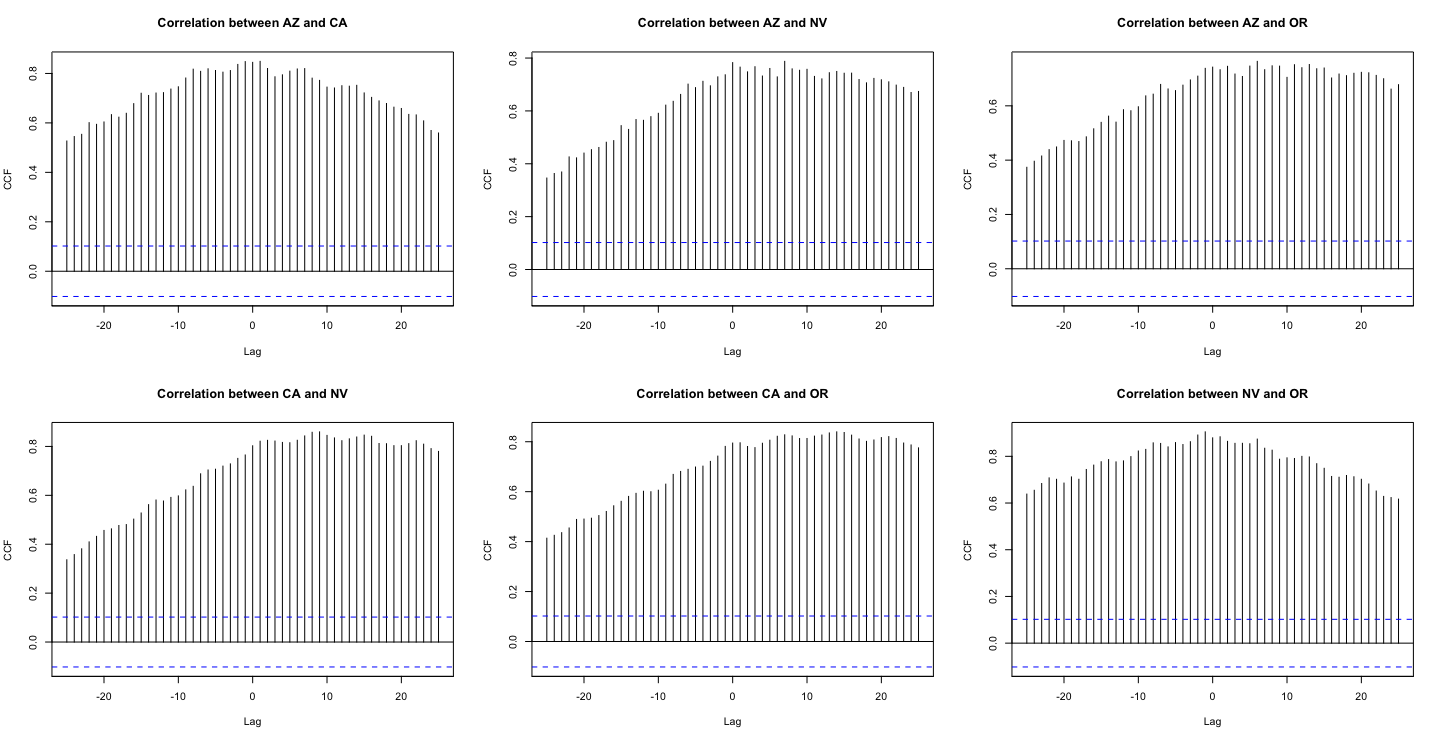 Correlation between AZ and CA
CCF
0.0 0.2 0.4 0.6 0.8
-20 -10 0 10 20
Lag
Correlation between AZ and NV
CCF
0.0 0.2 0.4 0.6 0.8
-20 -10 0 10 20
Lag
Correlation between AZ and OR
CCF
0.0 0.2 0.4 0.6
-20 -10 0 10 20
Lag
Correlation between CA and NV
CCF
0.0 0.2 0.4 0.6 0.8
-20 -10 0 10 20
Lag
Correlation between CA and OR
CCF
0.0 0.2 0.4 0.6 0.8
-20 -10 0 10 20
Lag
Correlation between NV and OR
CCF
0.0 0.2 0.4 0.6 0.8
-20 -10 0 10 20
Lag